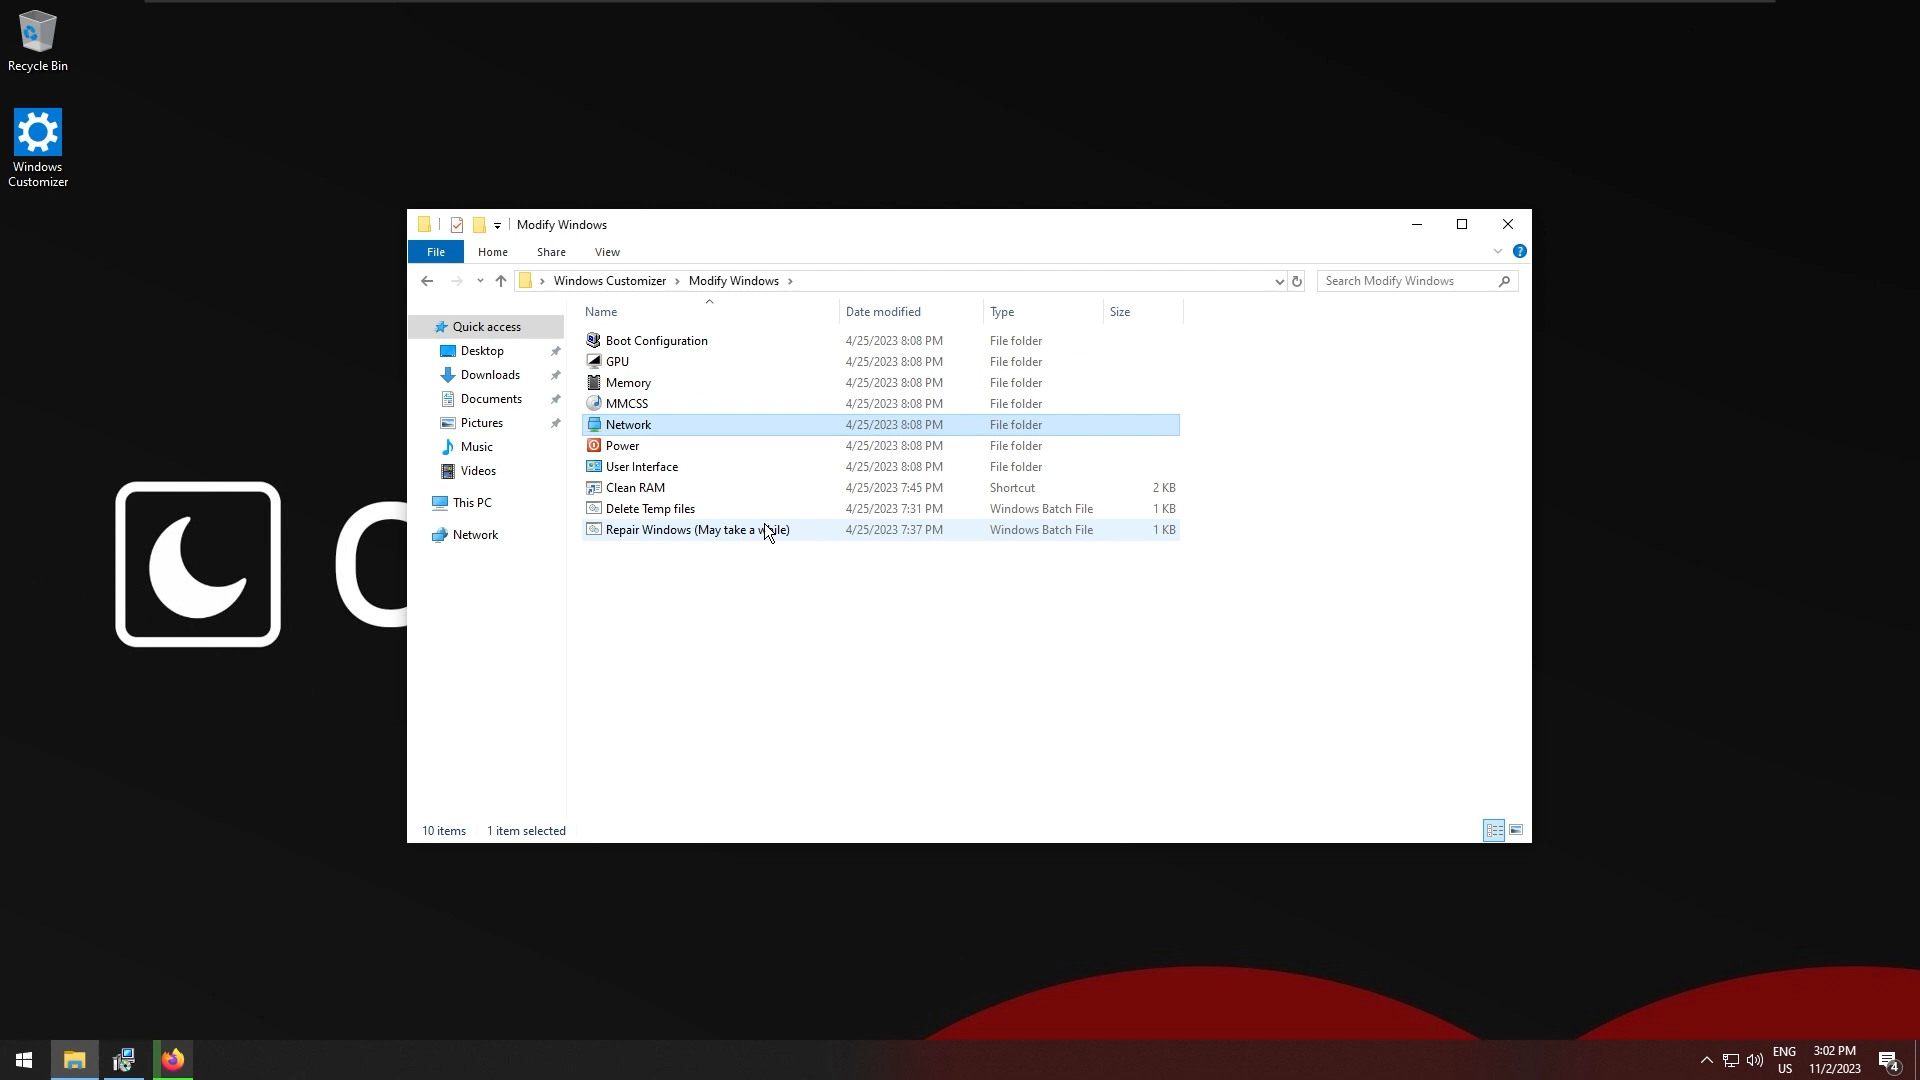 Recycle Bin
Windows
Customizer
Modify Windows
File Home Share View
Windows Customizer Modify Windows
Search Modify Windows
Name Date modified Type Size
Quick access
Desktop
Downloads
Documents
Pictures
Music
Videos
This PC
Network
Boot Configuration 4/25/2023 8:08 PM File folder
GPU 4/25/2023 8:08 PM File folder
Memory 4/25/2023 8:08 PM File folder
MMCSS 4/25/2023 8:08 PM File folder
Network 4/25/2023 8:08 PM File folder
Power 4/25/2023 8:08 PM File folder
User Interface 4/25/2023 8:08 PM File folder
Clean RAM 4/25/2023 7:45 PM Shortcut 2 KB
Delete Temp files 4/25/2023 7:31 PM Windows Batch File 1 KB
Repair Windows (May take a while) 4/25/2023 7:37 PM Windows Batch File 1 KB
10 items 1 item selected
ENG
US
3:02 PM
11/2/2023
4